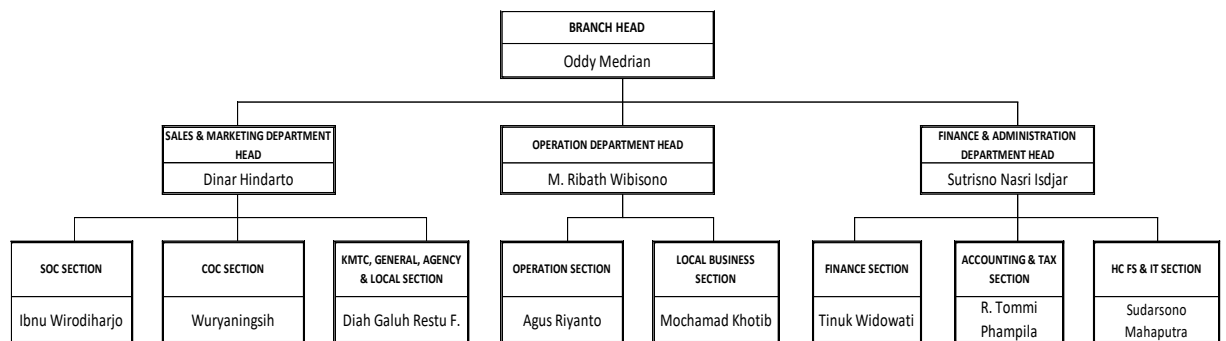 BRANCH HEAD
Oddy Medrian
SALES & MARKETING DEPARTMENT
HEAD
Dinar Hindarto
OPERATION DEPARTMENT HEAD
M. Ribath Wibisono
FINANCE & ADMINISTRATION
DEPARTMENT HEAD
Sutrisno Nasri Isdjar
SOC SECTION
Ibnu Wirodiharjo
COC SECTION
Wuryaningsih
KMTC, GENERAL, AGENCY
& LOCAL SECTION
Diah Galuh Restu F.
OPERATION SECTION
Agus Riyanto
LOCAL BUSINESS
SECTION
Mochamad Khotib
FINANCE SECTION
Tinuk Widowati
ACCOUNTING & TAX
SECTION
R. Tommi
Phampila
HC FS & IT SECTION
Sudarsono
Mahaputra